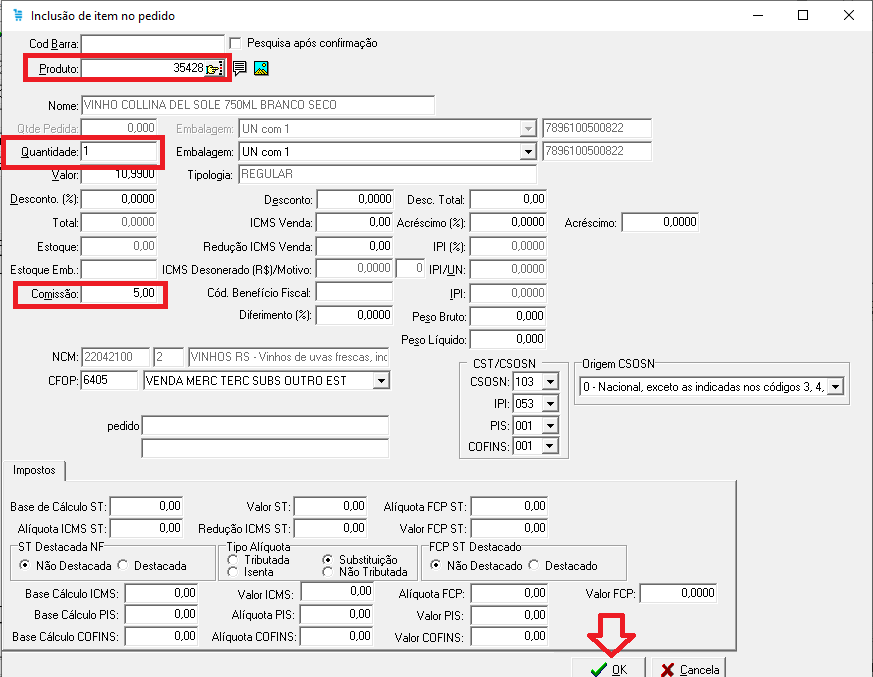 Inclusão de item no pedido
Cod Barra: Pesquisa após confirmação
Produto: 35428
Nome: VINHO COLLINA DEL SOLE 750ML BRANCO SECO
Qtde Pedida: 0,000 Embalagem: UN com 1 7896100500822
Quantidade: 1 Embalagem: UN com 1 7896100500822
Valor: 10,9900 Tipologia: REGULAR
Desconto. (%): 0,0000 Desconto: 0,0000 Desc. Total: 0,00
Total: 0,0000 ICMS Venda: 0,00 Acréscimo (%): 0,0000 Acréscimo: 0,0000
Estoque: 0,00 Redução ICMS Venda: 0,00 IPI (%): 0,0000
Estoque Emb.: ICMS Desonerado (R$)/Motivo: 0,0000 0 IPI/UN: 0,0000
Comissão: 5,00 Cód. Benefício Fiscal: IPI: 0,0000
Diferimento (%): 0,0000 Peso Bruto: 0,000
Peso Líquido: 0,000
NCM: 22042100 2 VINHOS RS - Vinhos de uvas frescas, inc
CFOP: 6405 VENDA MERC TERC SUBS OUTRO EST
CST/CSOSN
CSOSN: 103
IPI: 053
PIS: 001
COFINS: 001
Origem CSOSN
0 - Nacional, exceto as indicadas nos códigos 3, 4,
pedido
Impostos
Base de Cálculo ST: 0,00 Valor ST: 0,00 Alíquota FCP ST: 0,00
Alíquota ICMS ST: 0,00 Redução ICMS ST: 0,00 Valor FCP ST: 0,00
ST Destacada NF
Não Destacada Destacada
Tipo Alíquota
Tributada Substituição
Isenta Não Tributada
FCP ST Destacado
Não Destacado Destacado
Base Cálculo ICMS: 0,00 Valor ICMS: 0,00 Alíquota FCP: 0,00 Valor FCP: 0,0000
Base Cálculo PIS: 0,00 Alíquota PIS: 0,00 Valor PIS: 0,00
Base Cálculo COFINS: 0,00 Alíquota COFINS: 0,00 Valor COFINS: 0,00
OK Cancela